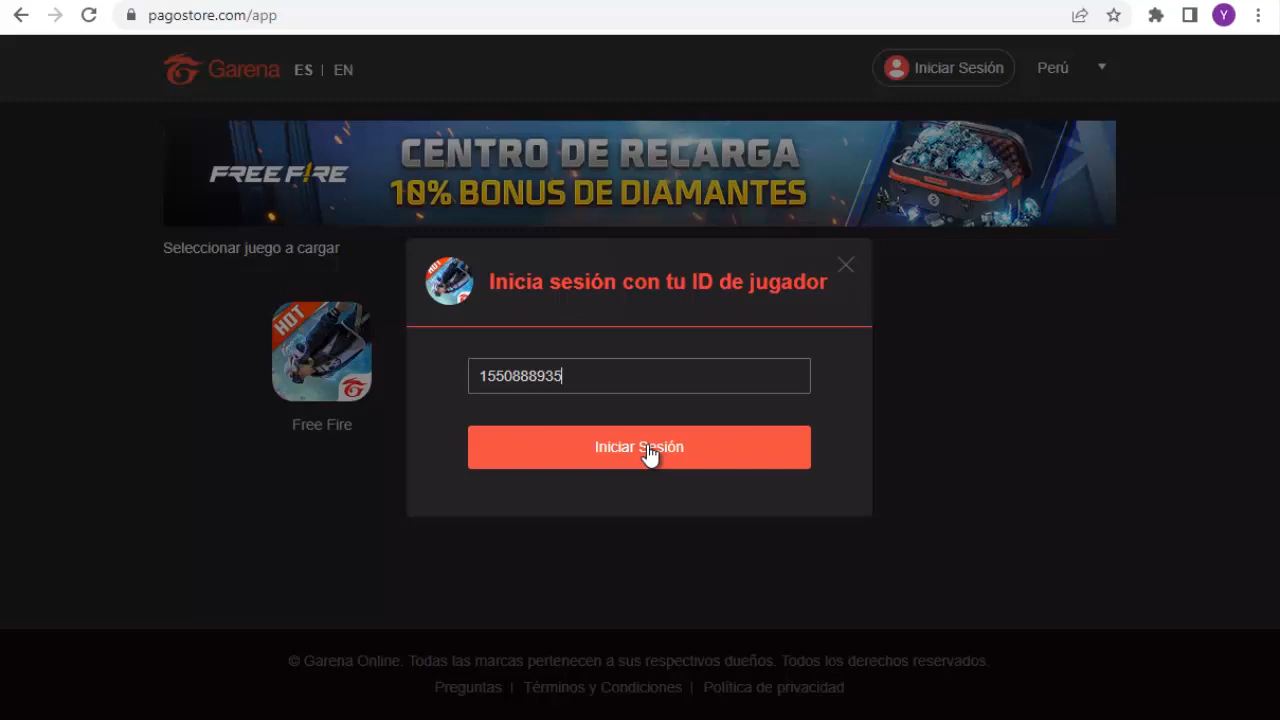 pagostore.com/app
Y
Garena ES | EN
Iniciar Sesión Perú
FREE FIRE
CENTRO DE RECARGA
10% BONUS DE DIAMANTES
Seleccionar juego a cargar
HOT
Inicia sesión con tu ID de jugador
HOT
1550888935
Free Fire
Iniciar Sesión
© Garena Online. Todas las marcas pertenecen a sus respectivos dueños. Todos los derechos reservados.
Preguntas | Términos y Condiciones | Política de privacidad